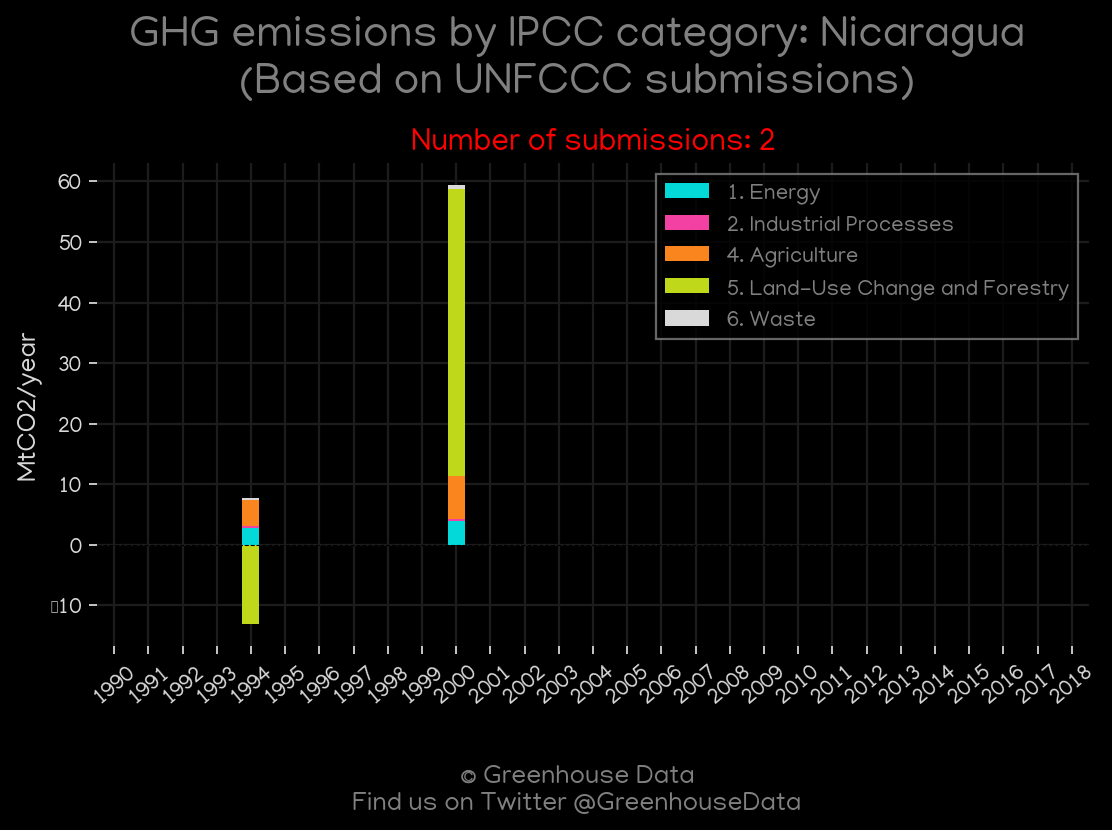 GHG emissions by IPCC category: Nicaragua
(Based on UNFCCC submissions)
Number of submissions: 2
1. Energy
2. Industrial Processes
4. Agriculture
5. Land-Use Change and Forestry
6. Waste
MtCO2/year
60
50
40
30
20
10
0
▯10
1990 1991 1992 1993 1994 1995 1996 1997 1998 1999 2000 2001 2002 2003 2004 2005 2006 2007 2008 2009 2010 2011 2012 2013 2014 2015 2016 2017 2018
© Greenhouse Data
Find us on Twitter @GreenhouseData